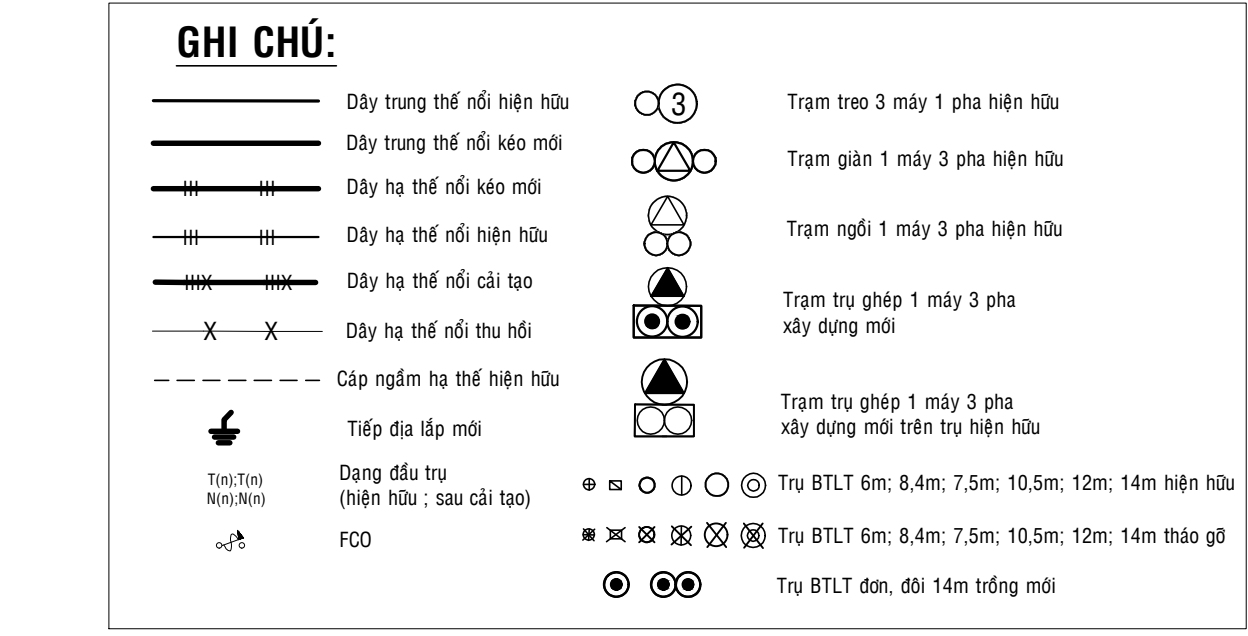 GHI CHÚ:
Dây trung thế nổi hiện hữu
Dây trung thế nổi kéo mới
Dây hạ thế nổi kéo mới
Dây hạ thế nổi hiện hữu
Dây hạ thế nổi cải tạo
Dây hạ thế nổi thu hồi
Cáp ngầm hạ thế hiện hữu
Tiếp địa lắp mới
T(n);T(n)
N(n);N(n)
Dạng đầu trụ
(hiện hữu ; sau cải tạo)
FCO
3
Trạm treo 3 máy 1 pha hiện hữu
Trạm giàn 1 máy 3 pha hiện hữu
Trạm ngồi 1 máy 3 pha hiện hữu
Trạm trụ ghép 1 máy 3 pha
xây dựng mới
Trạm trụ ghép 1 máy 3 pha
xây dựng mới trên trụ hiện hữu
Trụ BTLT 6m; 8,4m; 7,5m; 10,5m; 12m; 14m hiện hữu
Trụ BTLT 6m; 8,4m; 7,5m; 10,5m; 12m; 14m tháo gỡ
Trụ BTLT đơn, đôi 14m trồng mới